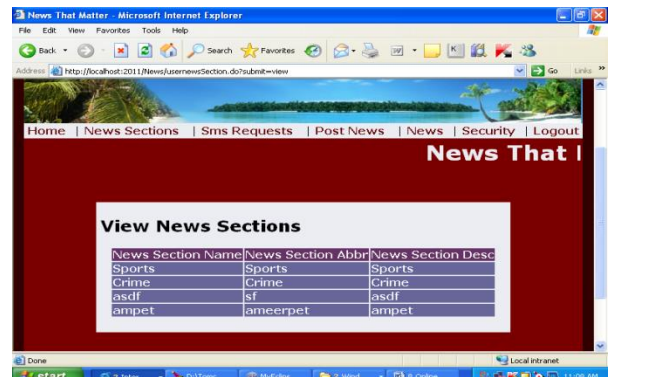 News That Matter - Microsoft Internet Explorer
File Edit View Favorites Tools Help
Back Search Favorites
Address http://localhost:2011/News/usernewsSection.do?submit=view Go Links »
Home | News Sections | Sms Requests | Post News | News | Security | Logout
News That
View News Sections
News Section Name News Section Abbr News Section Desc
Sports Sports Sports
Crime Crime Crime
asdf sf asdf
ampet ameerpet ampet
Done Local intranet
start 11:09 AM